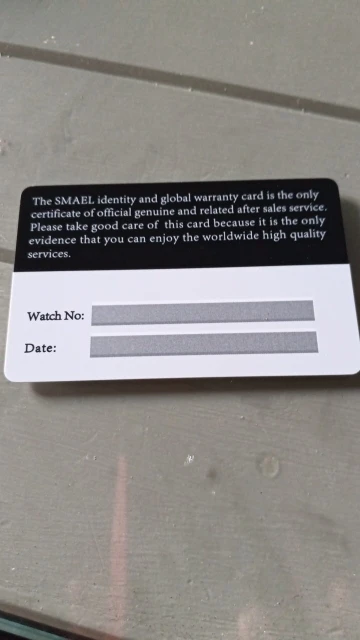 The SMAEL identity and global warranty card is the only
certificate of official genuine and related after sales service.
Please take good care of this card because it is the only
evidence that you can enjoy the worldwide high quality
services.
Watch No:
Date: